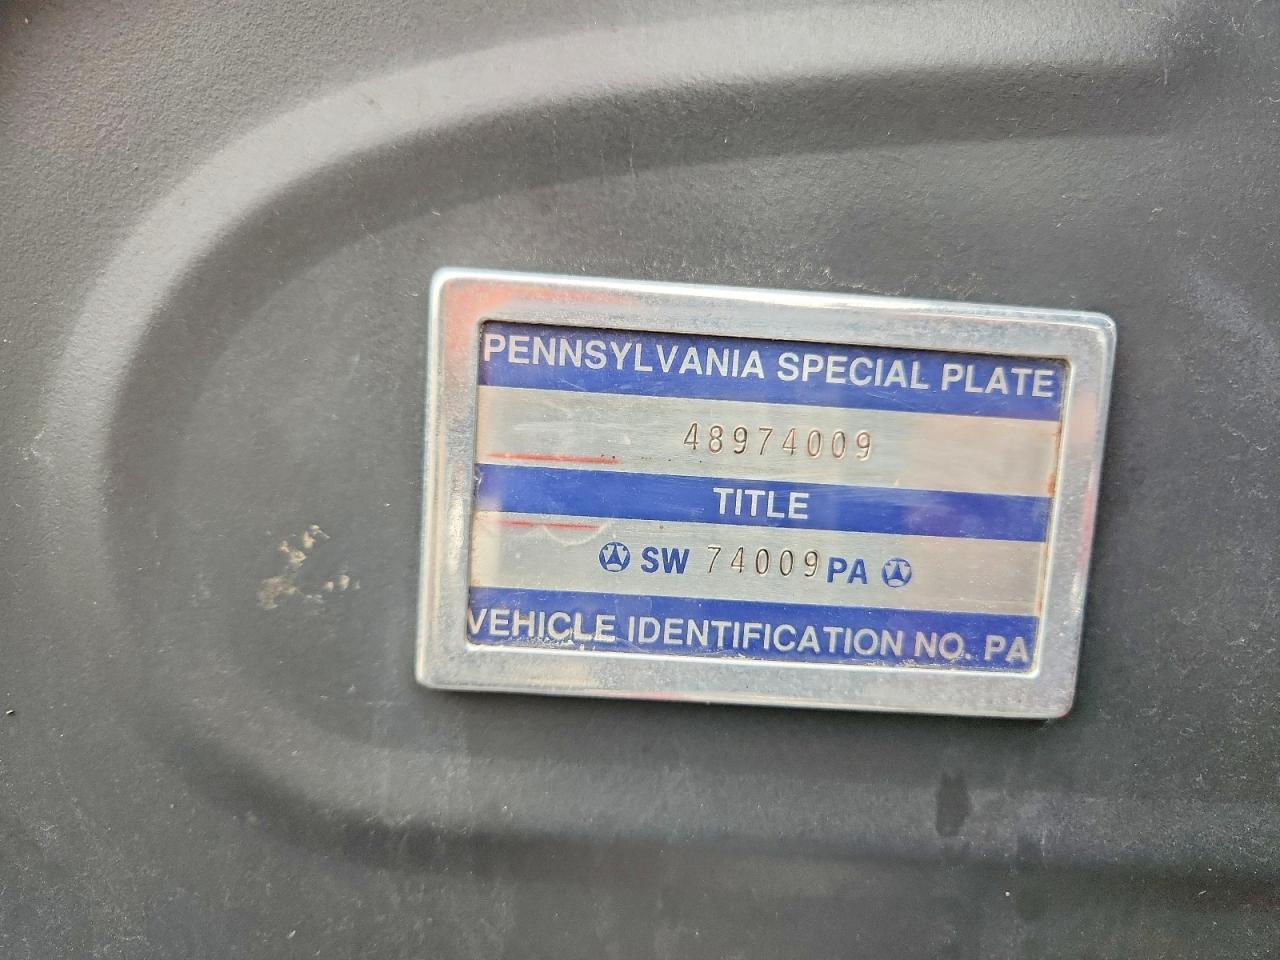 PENNSYLVANIA SPECIAL PLATE
48974009
TITLE
SW 74009 PA
VEHICLE IDENTIFICATION NO. PA